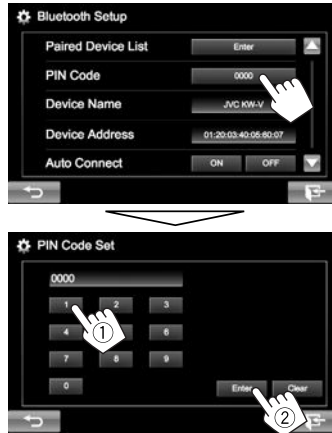 Bluetooth Setup
Paired Device List Enter
PIN Code 0000
Device Name JVC KW-V
Device Address 01:20:03:40:05:60:07
Auto Connect ON OFF
PIN Code Set
0000
1 2 3
4 6
7 8 9
0
Enter Clear
1
2